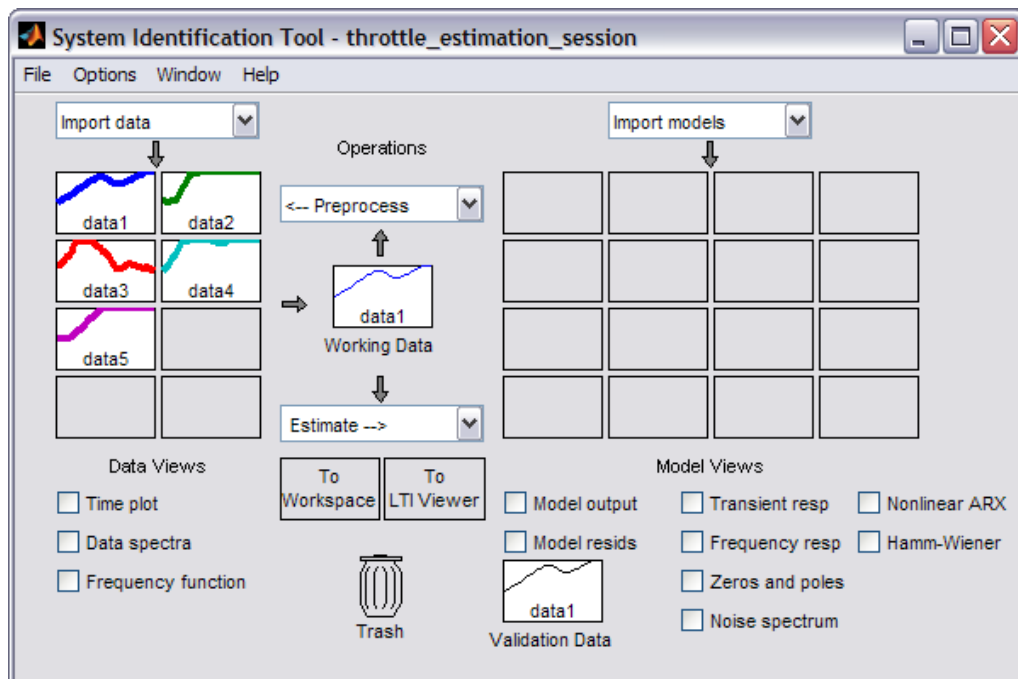 System Identification Tool - throttle_estimation_session
File Options Window Help
Import data
Import models
Operations
data1
data2
<-- Preprocess
data3
data4
data1
Working Data
data5
Estimate -->
Data Views
Time plot
Data spectra
Frequency function
To
Workspace
To
LTI Viewer
Trash
Model Views
Model output
Transient resp
Nonlinear ARX
Model resids
Frequency resp
Hamm-Wiener
Zeros and poles
data1
Noise spectrum
Validation Data